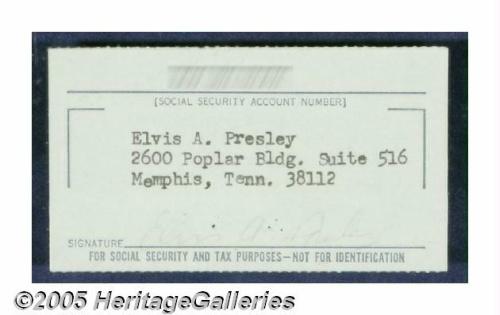 [SOCIAL SECURITY ACCOUNT NUMBER]
Elvis A. Presley
2600 Poplar Bldg. Suite 516
Memphis, Tenn. 38112
SIGNATURE
FOR SOCIAL SECURITY AND TAX PURPOSES—NOT FOR IDENTIFICATION
©2005 HeritageGalleries